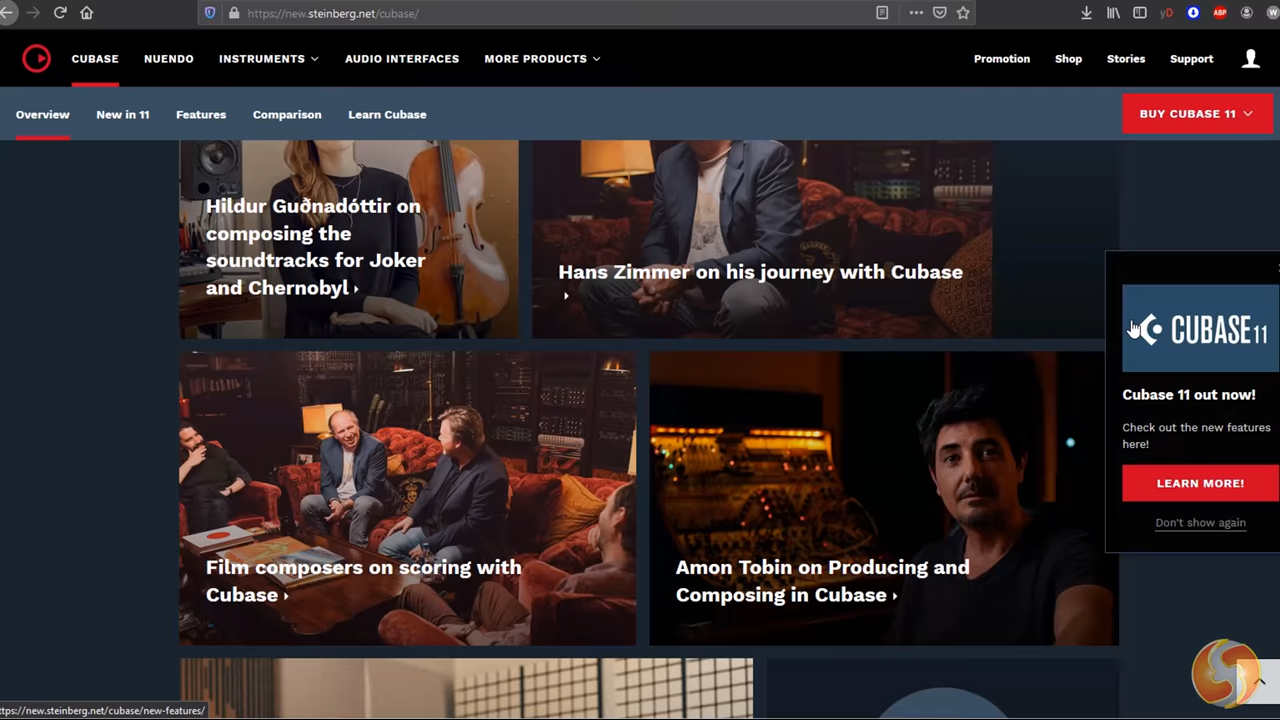 https://new.steinberg.net/cubase/
yD
ABP
CUBASE
NUENDO
INSTRUMENTS
AUDIO INTERFACES
MORE PRODUCTS
Promotion
Shop
Stories
Support
Overview
New in 11
Features
Comparison
Learn Cubase
BUY CUBASE 11
Hildur Guðnadóttir on
composing the
soundtracks for Joker
and Chernobyl
Hans Zimmer on his journey with Cubase
CUBASE 11
Cubase 11 out now!
Check out the new features
here!
LEARN MORE!
Don't show again
Film composers on scoring with
Cubase
Amon Tobin on Producing and
Composing in Cubase
ttps://new.steinberg.net/cubase/new-features/